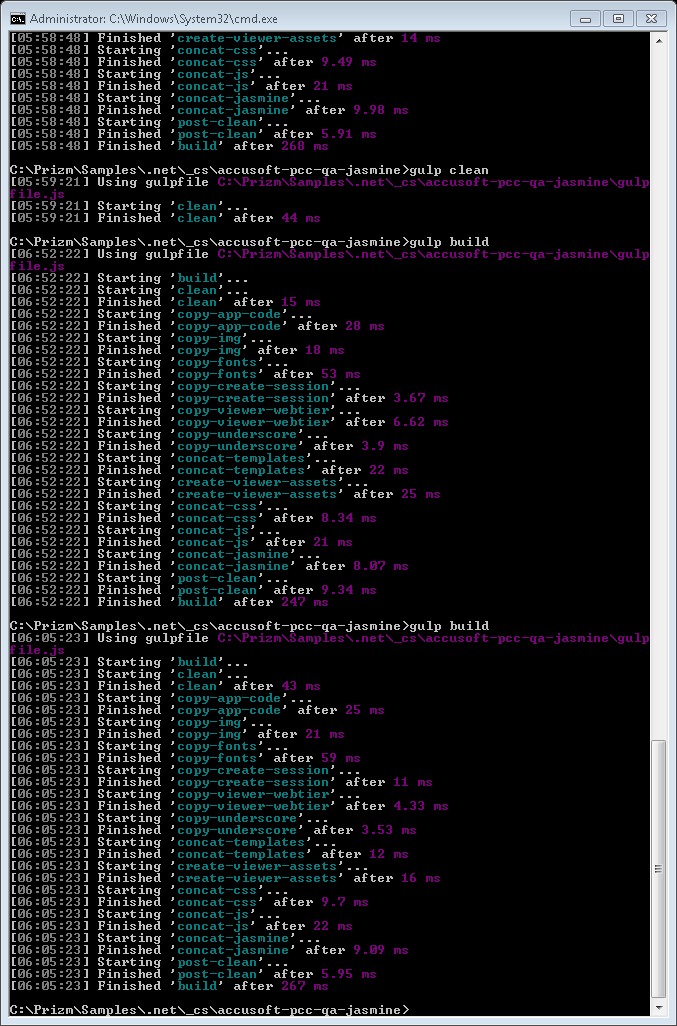 Administrator: C:\Windows\System32\cmd.exe
[05:58:48] Finished 'create-viewer-assets' after 14 ms
[05:58:48] Starting 'concat-css'...
[05:58:48] Finished 'concat-css' after 9.49 ms
[05:58:48] Starting 'concat-js'...
[05:58:48] Finished 'concat-js' after 21 ms
[05:58:48] Starting 'concat-jasmine'...
[05:58:48] Finished 'concat-jasmine' after 9.98 ms
[05:58:48] Starting 'post-clean'...
[05:58:48] Finished 'post-clean' after 5.91 ms
[05:58:48] Finished 'build' after 268 ms
C:\Prizm\Samples\.net\_cs\accusoft-pcc-qa-jasmine>gulp clean
[05:59:21] Using gulpfile C:\Prizm\Samples\.net\_cs\accusoft-pcc-qa-jasmine\gulp
file.js
[05:59:21] Starting 'clean'...
[05:59:21] Finished 'clean' after 44 ms
C:\Prizm\Samples\.net\_cs\accusoft-pcc-qa-jasmine>gulp build
[06:52:22] Using gulpfile C:\Prizm\Samples\.net\_cs\accusoft-pcc-qa-jasmine\gulp
file.js
[06:52:22] Starting 'build'...
[06:52:22] Starting 'clean'...
[06:52:22] Finished 'clean' after 15 ms
[06:52:22] Starting 'copy-app-code'...
[06:52:22] Finished 'copy-app-code' after 28 ms
[06:52:22] Starting 'copy-img'...
[06:52:22] Finished 'copy-img' after 18 ms
[06:52:22] Starting 'copy-fonts'...
[06:52:22] Finished 'copy-fonts' after 53 ms
[06:52:22] Starting 'copy-create-session'...
[06:52:22] Finished 'copy-create-session' after 3.67 ms
[06:52:22] Starting 'copy-viewer-webtier'...
[06:52:22] Finished 'copy-viewer-webtier' after 6.62 ms
[06:52:22] Starting 'copy-underscore'...
[06:52:22] Finished 'copy-underscore' after 3.9 ms
[06:52:22] Starting 'concat-templates'...
[06:52:22] Finished 'concat-templates' after 22 ms
[06:52:22] Starting 'create-viewer-assets'...
[06:52:22] Finished 'create-viewer-assets' after 25 ms
[06:52:22] Starting 'concat-css'...
[06:52:22] Finished 'concat-css' after 8.34 ms
[06:52:22] Starting 'concat-js'...
[06:52:22] Finished 'concat-js' after 21 ms
[06:52:22] Starting 'concat-jasmine'...
[06:52:22] Finished 'concat-jasmine' after 8.07 ms
[06:52:22] Starting 'post-clean'...
[06:52:22] Finished 'post-clean' after 9.34 ms
[06:52:22] Finished 'build' after 247 ms
C:\Prizm\Samples\.net\_cs\accusoft-pcc-qa-jasmine>gulp build
[06:05:23] Using gulpfile C:\Prizm\Samples\.net\_cs\accusoft-pcc-qa-jasmine\gulp
file.js
[06:05:23] Starting 'build'...
[06:05:23] Starting 'clean'...
[06:05:23] Finished 'clean' after 43 ms
[06:05:23] Starting 'copy-app-code'...
[06:05:23] Finished 'copy-app-code' after 25 ms
[06:05:23] Starting 'copy-img'...
[06:05:23] Finished 'copy-img' after 21 ms
[06:05:23] Starting 'copy-fonts'...
[06:05:23] Finished 'copy-fonts' after 59 ms
[06:05:23] Starting 'copy-create-session'...
[06:05:23] Finished 'copy-create-session' after 11 ms
[06:05:23] Starting 'copy-viewer-webtier'...
[06:05:23] Finished 'copy-viewer-webtier' after 4.33 ms
[06:05:23] Starting 'copy-underscore'...
[06:05:23] Finished 'copy-underscore' after 3.53 ms
[06:05:23] Starting 'concat-templates'...
[06:05:23] Finished 'concat-templates' after 12 ms
[06:05:23] Starting 'create-viewer-assets'...
[06:05:23] Finished 'create-viewer-assets' after 16 ms
[06:05:23] Starting 'concat-css'...
[06:05:23] Finished 'concat-css' after 9.7 ms
[06:05:23] Starting 'concat-js'...
[06:05:23] Finished 'concat-js' after 22 ms
[06:05:23] Starting 'concat-jasmine'...
[06:05:23] Finished 'concat-jasmine' after 9.09 ms
[06:05:23] Starting 'post-clean'...
[06:05:23] Finished 'post-clean' after 5.95 ms
[06:05:23] Finished 'build' after 267 ms
C:\Prizm\Samples\.net\_cs\accusoft-pcc-qa-jasmine>